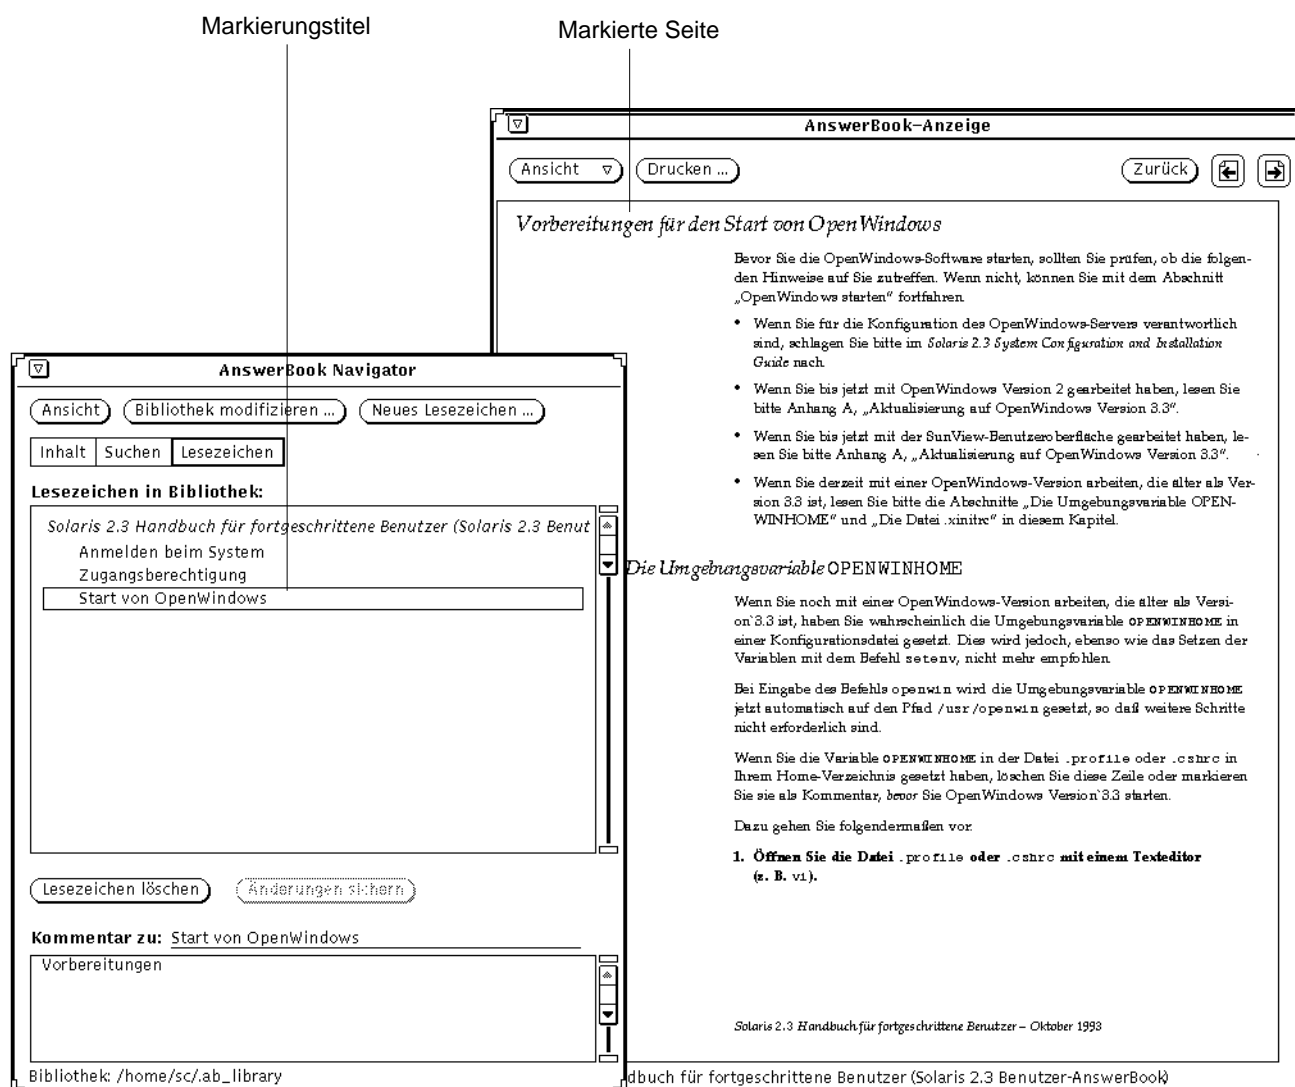 Markierungstitel
Markierte Seite
AnswerBook-Anzeige
Ansicht
Drucken ...
Zurück
Vorbereitungen für den Start von OpenWindows
Bevor Sie die OpenWindows-Software starten, sollten Sie prüfen, ob die folgen-
den Hinweise auf Sie zutreffen. Wenn nicht, können Sie mit dem Abschnitt
„OpenWindows starten“ fortfahren.
• Wenn Sie für die Konfiguration des OpenWindows-Servers verantwortlich
sind, schlagen Sie bitte im Solaris 2.3 System Configuration and Installation
Guide nach.
• Wenn Sie bis jetzt mit OpenWindows Version 2 gearbeitet haben, lesen Sie
bitte Anhang A, „Aktualisierung auf OpenWindows Version 3.3“.
• Wenn Sie bis jetzt mit der SunView-Benutzeroberfläche gearbeitet haben, le-
sen Sie bitte Anhang A, „Aktualisierung auf OpenWindows Version 3.3“.
• Wenn Sie derzeit mit einer OpenWindows-Version arbeiten, die älter als Ver-
sion 3.3 ist, lesen Sie bitte die Abschnitte „Die Umgebungsvariable OPEN-
WINHOME“ und „Die Datei .xinitrc“ in diesem Kapitel.
Die Umgebungsvariable OPENWINHOME
Wenn Sie noch mit einer OpenWindows-Version arbeiten, die älter als Versi-
on`3.3 ist, haben Sie wahrscheinlich die Umgebungsvariable OPENWINHOME in
einer Konfigurationsdatei gesetzt. Dies wird jedoch, ebenso wie das Setzen der
Variablen mit dem Befehl setenv, nicht mehr empfohlen.
Bei Eingabe des Befehls openwin wird die Umgebungsvariable OPENWINHOME
jetzt automatisch auf den Pfad /usr/openwin gesetzt, so daß weitere Schritte
nicht erforderlich sind.
Wenn Sie die Variable OPENWINHOME in der Datei .profile oder .cshrc in
Ihrem Home-Verzeichnis gesetzt haben, löschen Sie diese Zeile oder markieren
Sie sie als Kommentar, bevor Sie OpenWindows Version`3.3 starten.
Dazu gehen Sie folgendermaßen vor.
1. Öffnen Sie die Datei .profile oder .cshrc mit einem Texteditor
(z. B. vi).
Solaris 2.3 Handbuch für fortgeschrittene Benutzer – Oktober 1993
dbuch für fortgeschrittene Benutzer (Solaris 2.3 Benutzer-AnswerBook)
AnswerBook Navigator
Ansicht
Bibliothek modifizieren ...
Neues Lesezeichen ...
Inhalt
Suchen
Lesezeichen
Lesezeichen in Bibliothek:
Solaris 2.3 Handbuch für fortgeschrittene Benutzer (Solaris 2.3 Benut
Anmelden beim System
Zugangsberechtigung
Start von OpenWindows
Lesezeichen löschen
Änderungen sichern
Kommentar zu: Start von OpenWindows
Vorbereitungen
Bibliothek: /home/sc/.ab_library